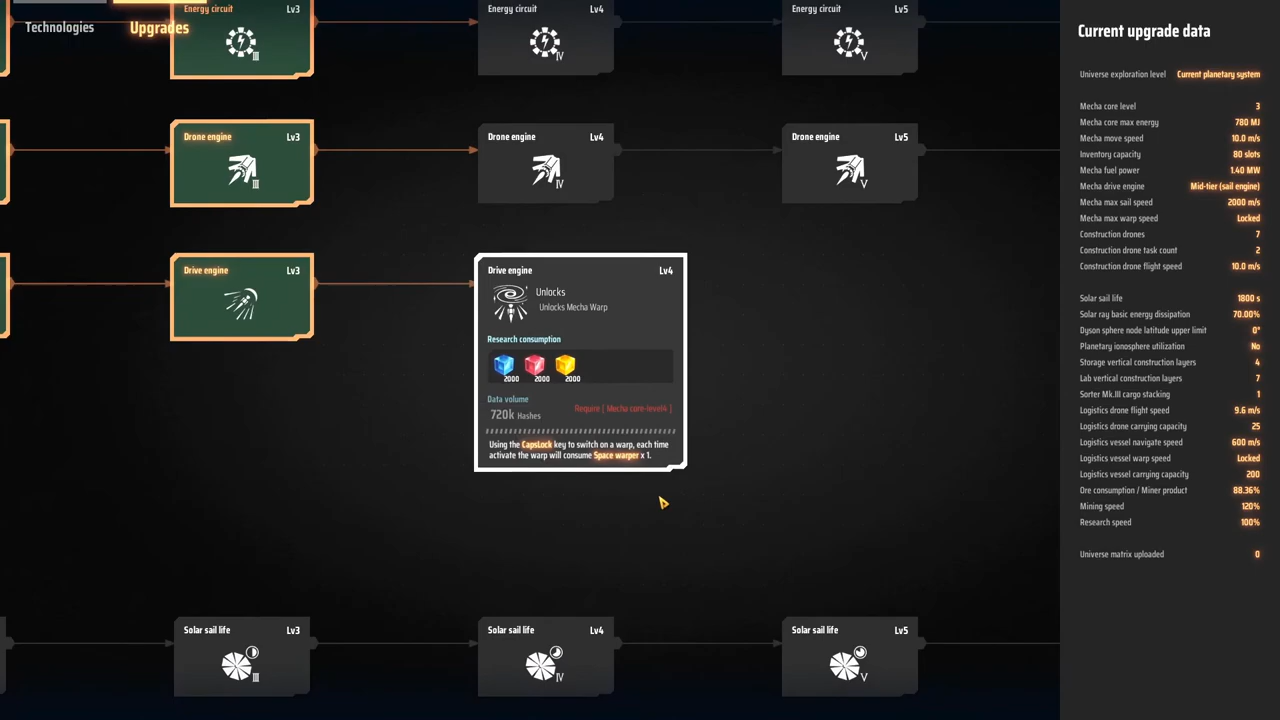 Technologies
Upgrades
Energy circuit Lv3
III
Energy circuit Lv4
IV
Energy circuit Lv5
V
Drone engine Lv3
III
Drone engine Lv4
IV
Drone engine Lv5
V
Drive engine Lv3
Drive engine Lv4
Unlocks
Unlocks Mecha Warp
Research consumption
2000 2000 2000
Data volume
720k Hashes
Require [ Mecha core-level4 ]
Using the CapsLock key to switch on a warp, each time
activate the warp will consume Space warper x 1.
Solar sail life Lv3
III
Solar sail life Lv4
IV
Solar sail life Lv5
V
Current upgrade data
Universe exploration level Current planetary system
Mecha core level 3
Mecha core max energy 780 MJ
Mecha move speed 10.0 m/s
Inventory capacity 80 slots
Mecha fuel power 1.40 MW
Mecha drive engine Mid-tier (sail engine)
Mecha max sail speed 2000 m/s
Mecha max warp speed Locked
Construction drones 7
Construction drone task count 2
Construction drone flight speed 10.0 m/s
Solar sail life 1800 s
Solar ray basic energy dissipation 70.00%
Dyson sphere node latitude upper limit 0°
Planetary ionosphere utilization No
Storage vertical construction layers 4
Lab vertical construction layers 7
Sorter Mk.III cargo stacking 1
Logistics drone flight speed 9.6 m/s
Logistics drone carrying capacity 25
Logistics vessel navigate speed 600 m/s
Logistics vessel warp speed Locked
Logistics vessel carrying capacity 200
Ore consumption / Miner product 88.36%
Mining speed 120%
Research speed 100%
Universe matrix uploaded 0